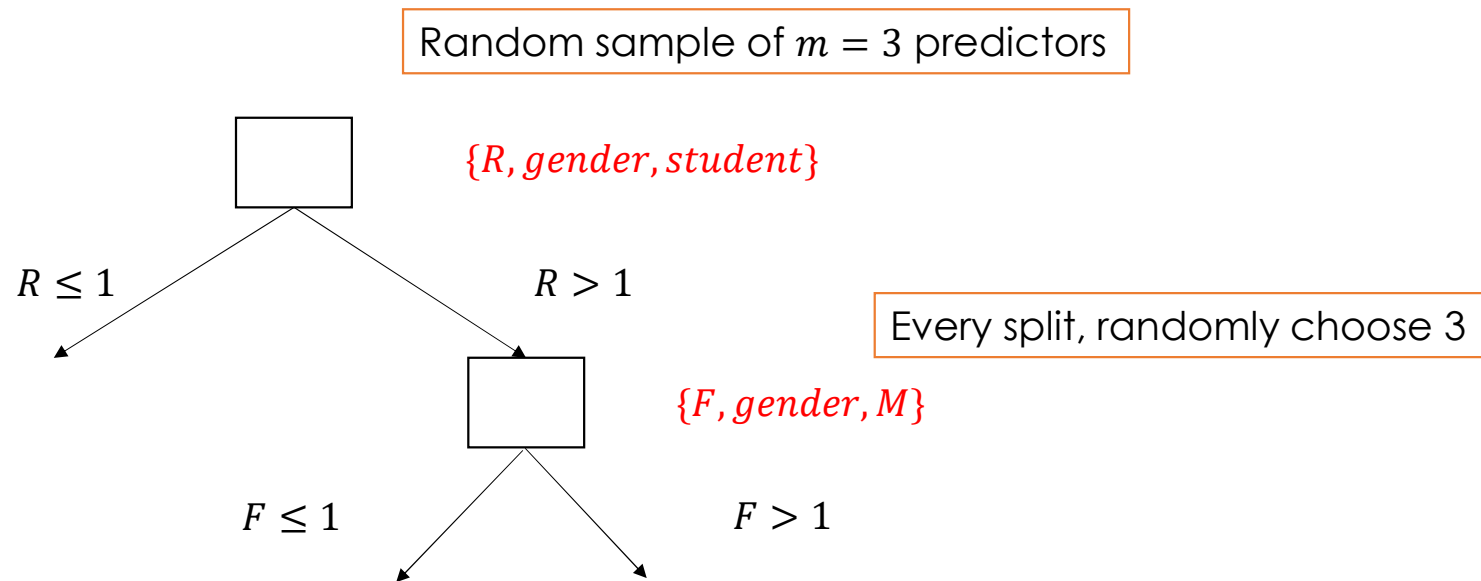 Random sample of 𝑚 = 3 predictors
{𝑅, 𝑔𝑒𝑛𝑑𝑒𝑟, 𝑠𝑡𝑢𝑑𝑒𝑛𝑡}
𝑅 ≤ 1
𝑅 > 1
Every split, randomly choose 3
{𝐹, 𝑔𝑒𝑛𝑑𝑒𝑟, 𝑀}
𝐹 ≤ 1
𝐹 > 1